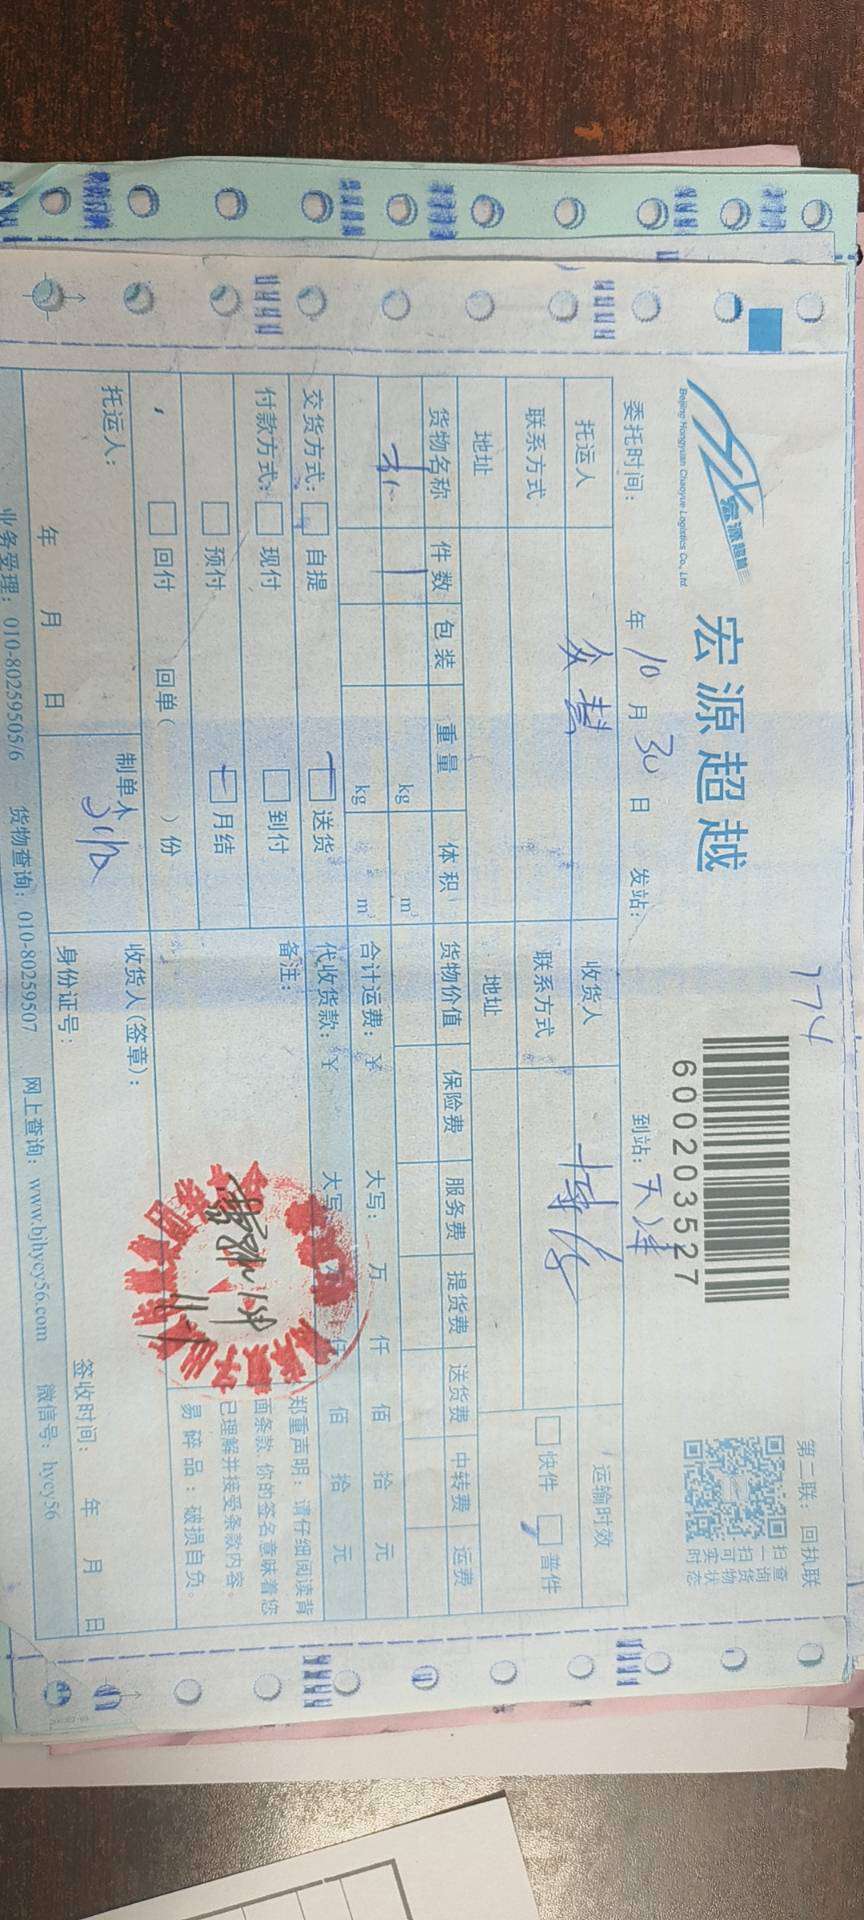 174
第二联：回执联
宏源超越
Beijing Hongyuan Chaoyue Logistics Co., Ltd
宏源超越
6000203527
扫一扫可实时
查询货物状态
委托时间： 年 10 月 30 日 发站： 到站：天津
托运人 收货人 运输时效
联系方式 联系方式 快件 普件
地址 地址
货物名称 件数 包装 重量 体积 货物价值 保险费 服务费 提货费 送货费 中转费 运费
1 kg m³
kg m³
合计运费：¥ 大写： 万 仟 佰 拾 元
交货方式： 自提 送货 代收货款：¥ 大写 万 仟 佰 拾 元
付款方式： 现付 到付 备注：
预付 月结
回付 回单（ ）份
郑重声明：请仔细阅读背
面条款 你的签名意味着您
已理解并接受条款内容。
易碎品：破损自负。
托运人： 制单人 收货人(签章)：
年 月 日 身份证号： 签收时间： 年 月 日
业务受理：010-80259505/6 货物查询：010-80259507 网上查询：www.bjhycy56.com 微信号：hycy56